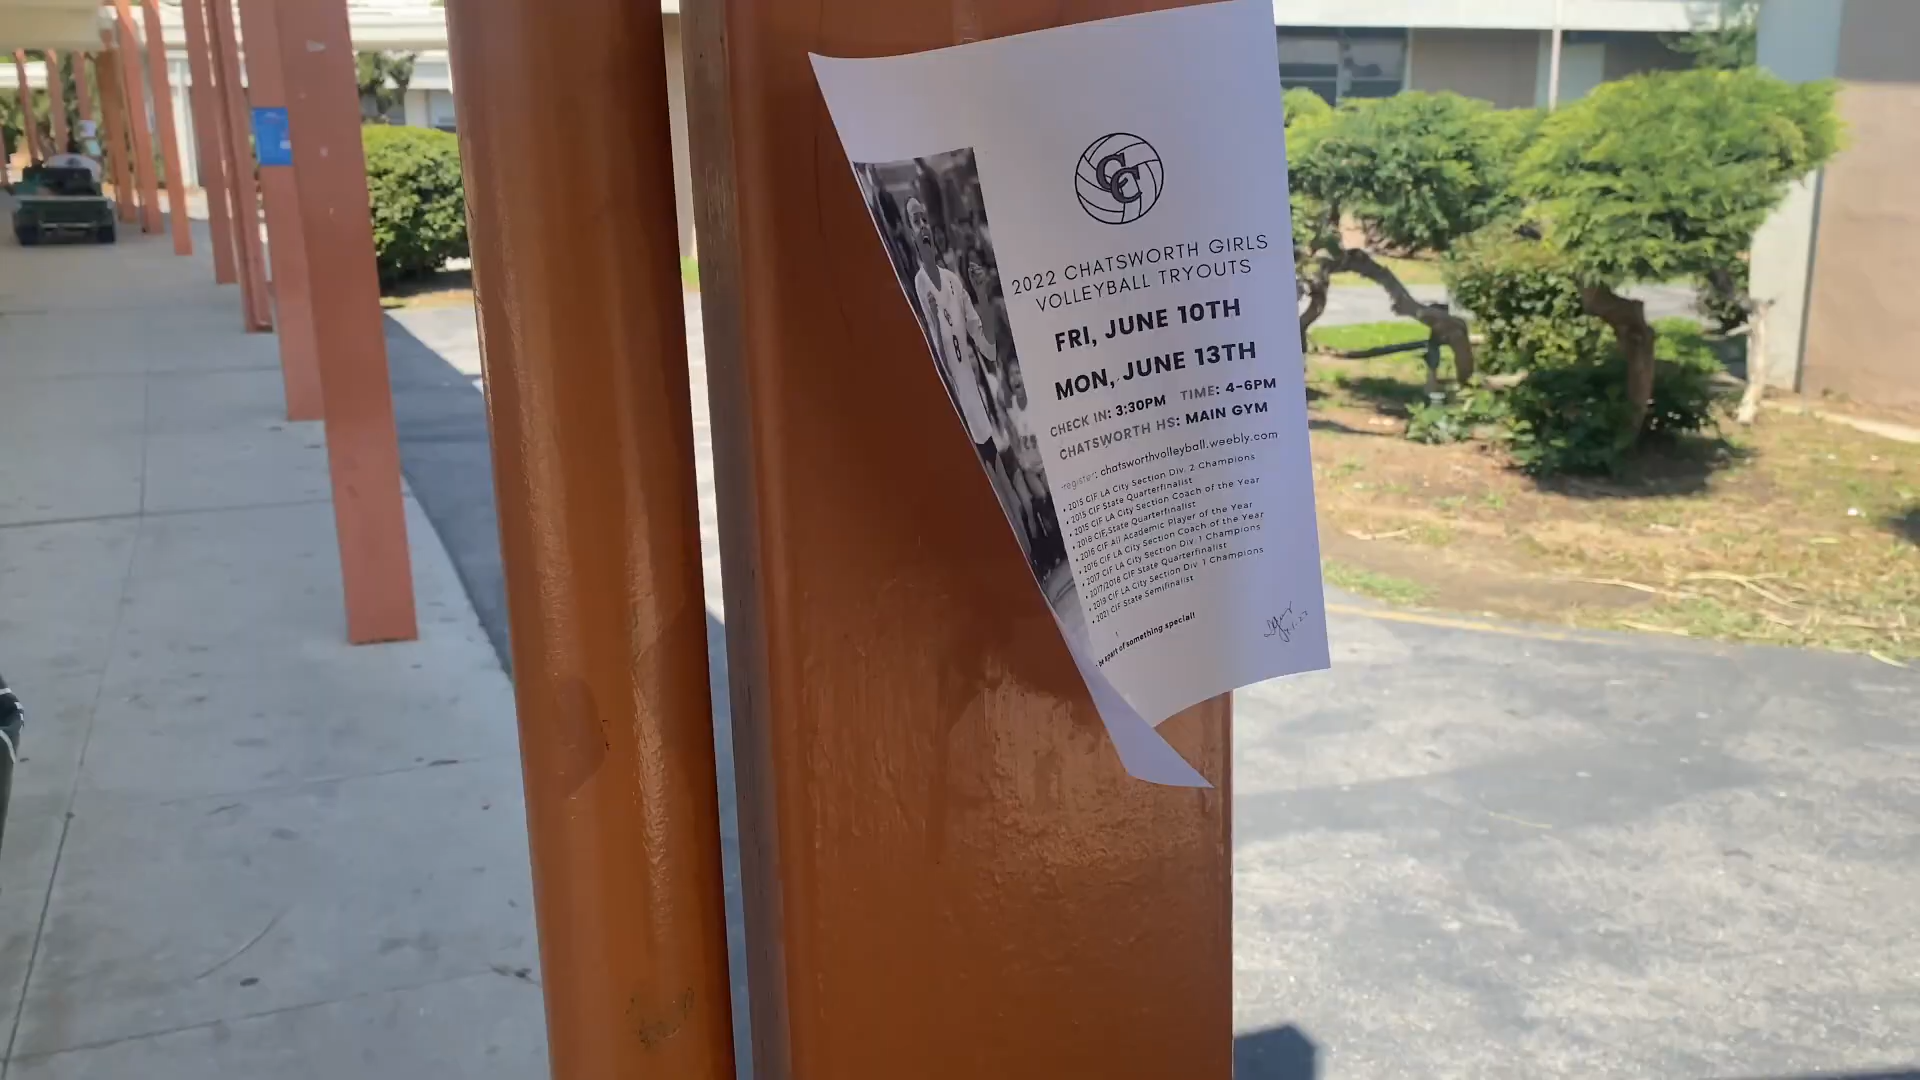 CC
2022 CHATSWORTH GIRLS
VOLLEYBALL TRYOUTS
FRI, JUNE 10TH
MON, JUNE 13TH
CHECK IN: 3:30PM TIME: 4-6PM
CHATSWORTH HS: MAIN GYM
register: chatsworthvolleyball.weebly.com
• 2015 CIF LA City Section Div. 2 Champions
• 2015 CIF State Quarterfinalist
• 2015 CIF LA City Section Coach of the Year
• 2016 CIF State Quarterfinalist
• 2016 CIF All Academic Player of the Year
• 2016 CIF LA City Section Coach of the Year
• 2017 CIF LA City Section Div. 1 Champions
• 2017/2018 CIF State Quarterfinalist
• 2019 CIF LA City Section Div. 1 Champions
• 2021 CIF State Semifinalist
be apart of something special!
8